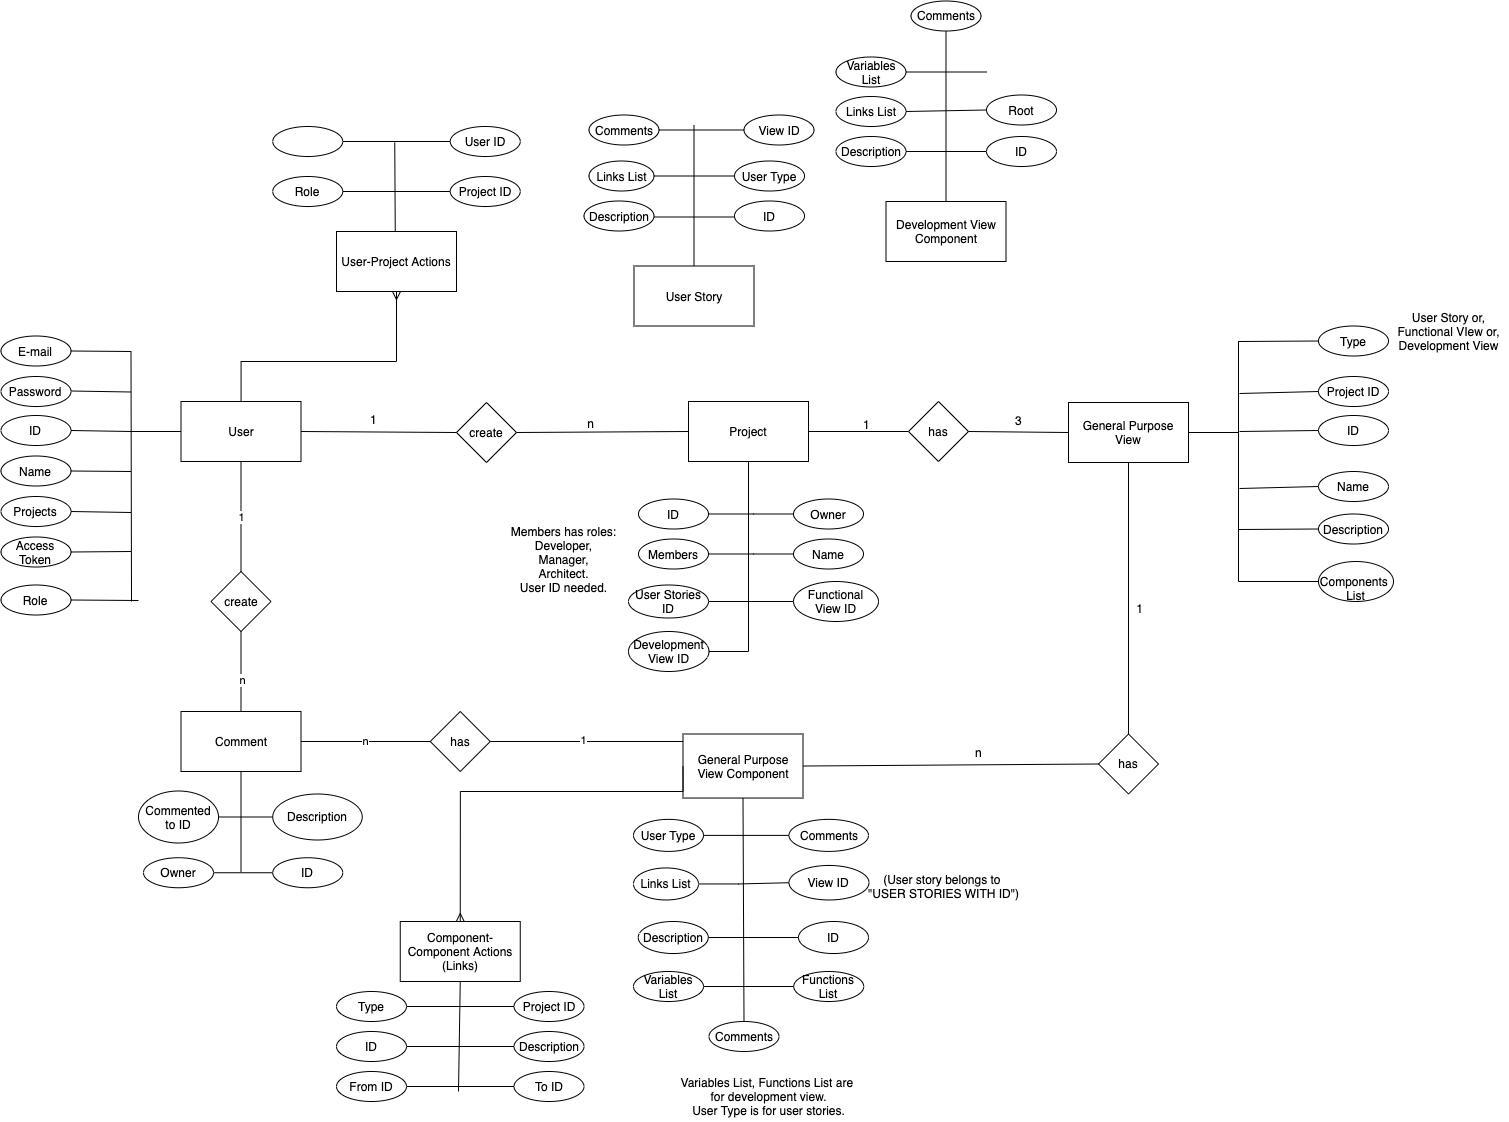 Comments
Variables
List
Links List
Root
Description
ID
Development View
Component
Comments
View ID
Links List
User Type
Description
ID
User Story
User ID
Role
Project ID
User-Project Actions
E-mail
Password
ID
Name
Projects
Access
Token
Role
User
1
create
n
Project
1
has
3
General Purpose
View
Type
User Story or,
Functional VIew or,
Development View
Project ID
ID
Name
Description
Components
List
1
create
n
Members has roles:
Developer,
Manager,
Architect.
User ID needed.
ID
Owner
Members
Name
User Stories
ID
Functional
View ID
Development
View ID
1
Comment
n
has
1
General Purpose
View Component
n
has
Commented
to ID
Description
Owner
ID
User Type
Comments
Links List
View ID
(User story belongs to
"USER STORIES WITH ID")
Description
ID
Variables
List
Functions
List
Comments
Component-
Component Actions
(Links)
Type
Project ID
ID
Description
From ID
To ID
Variables List, Functions List are
for development view.
User Type is for user stories.